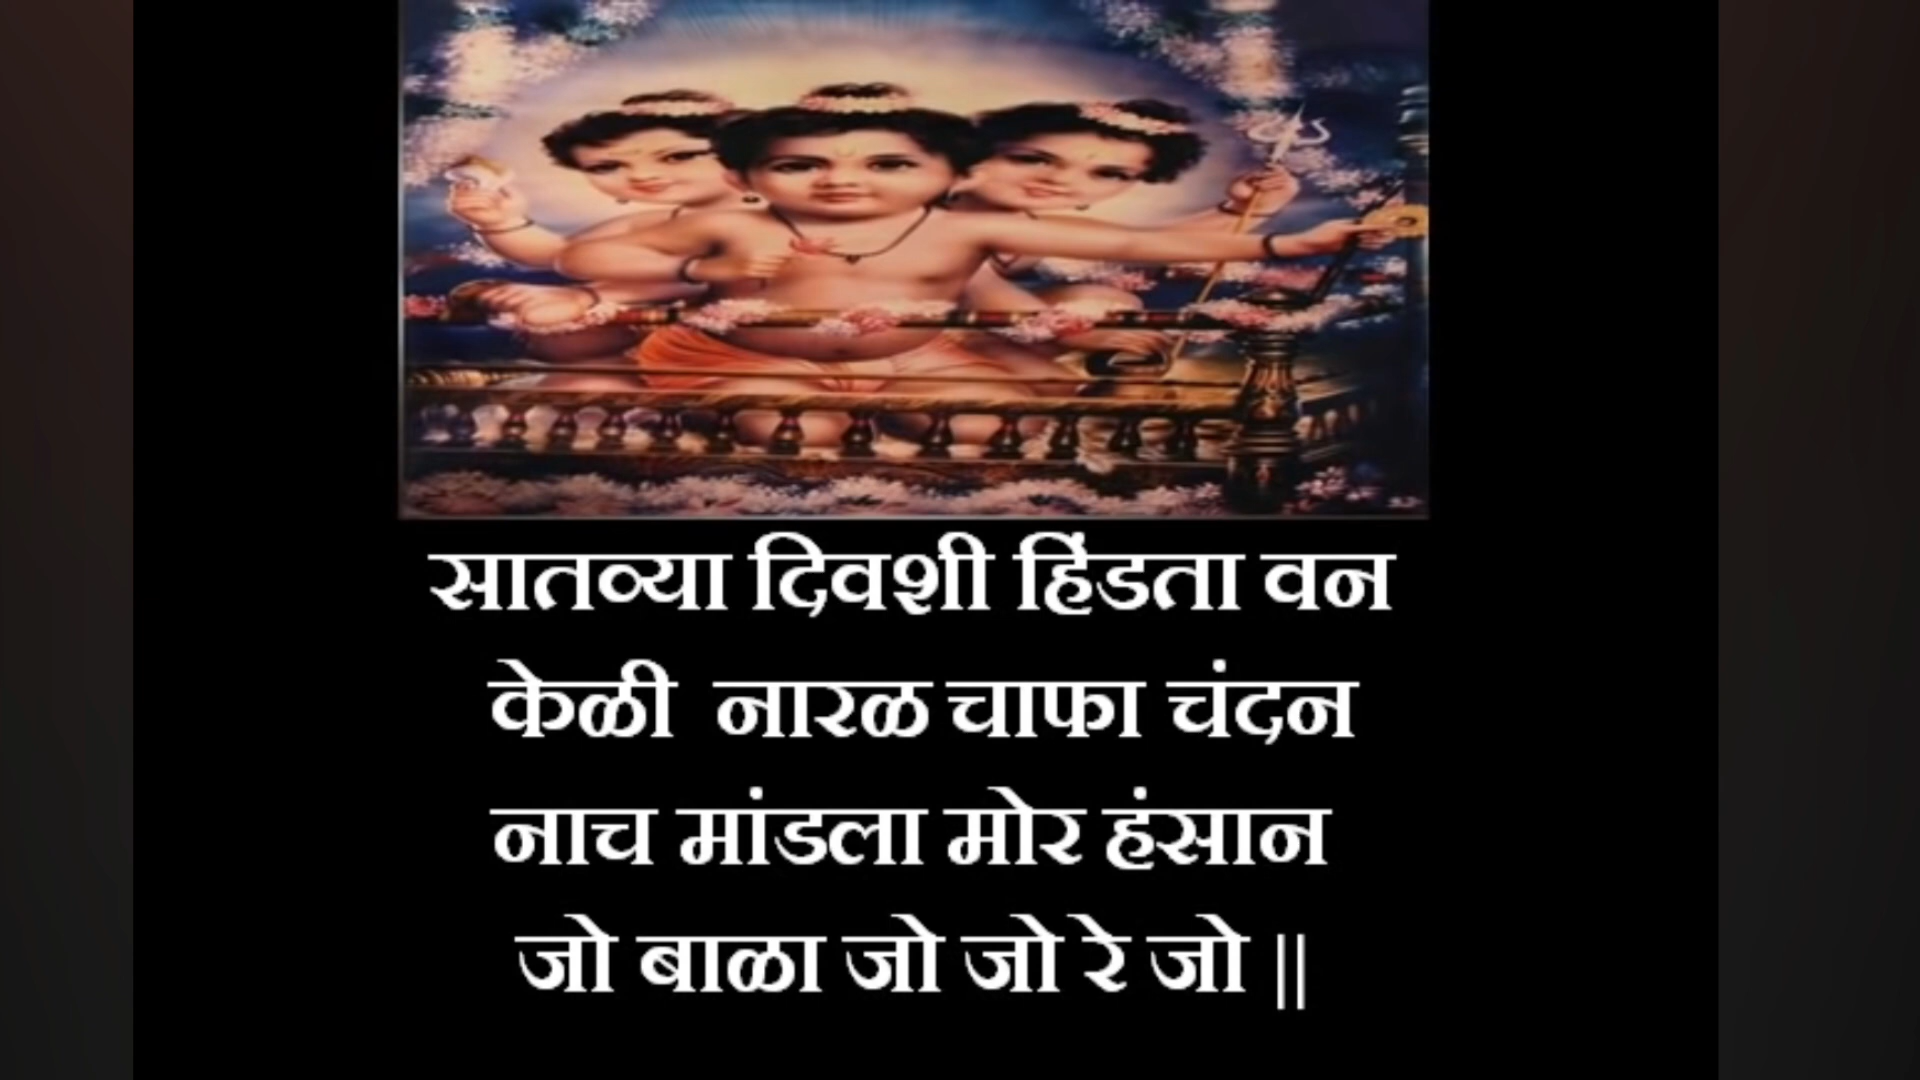 सातव्या दिवशी हिंडता वन
केळी नारळ चाफा चंदन
नाच मांडला मोर हंसान
जो बाळा जो जो रे जो ||